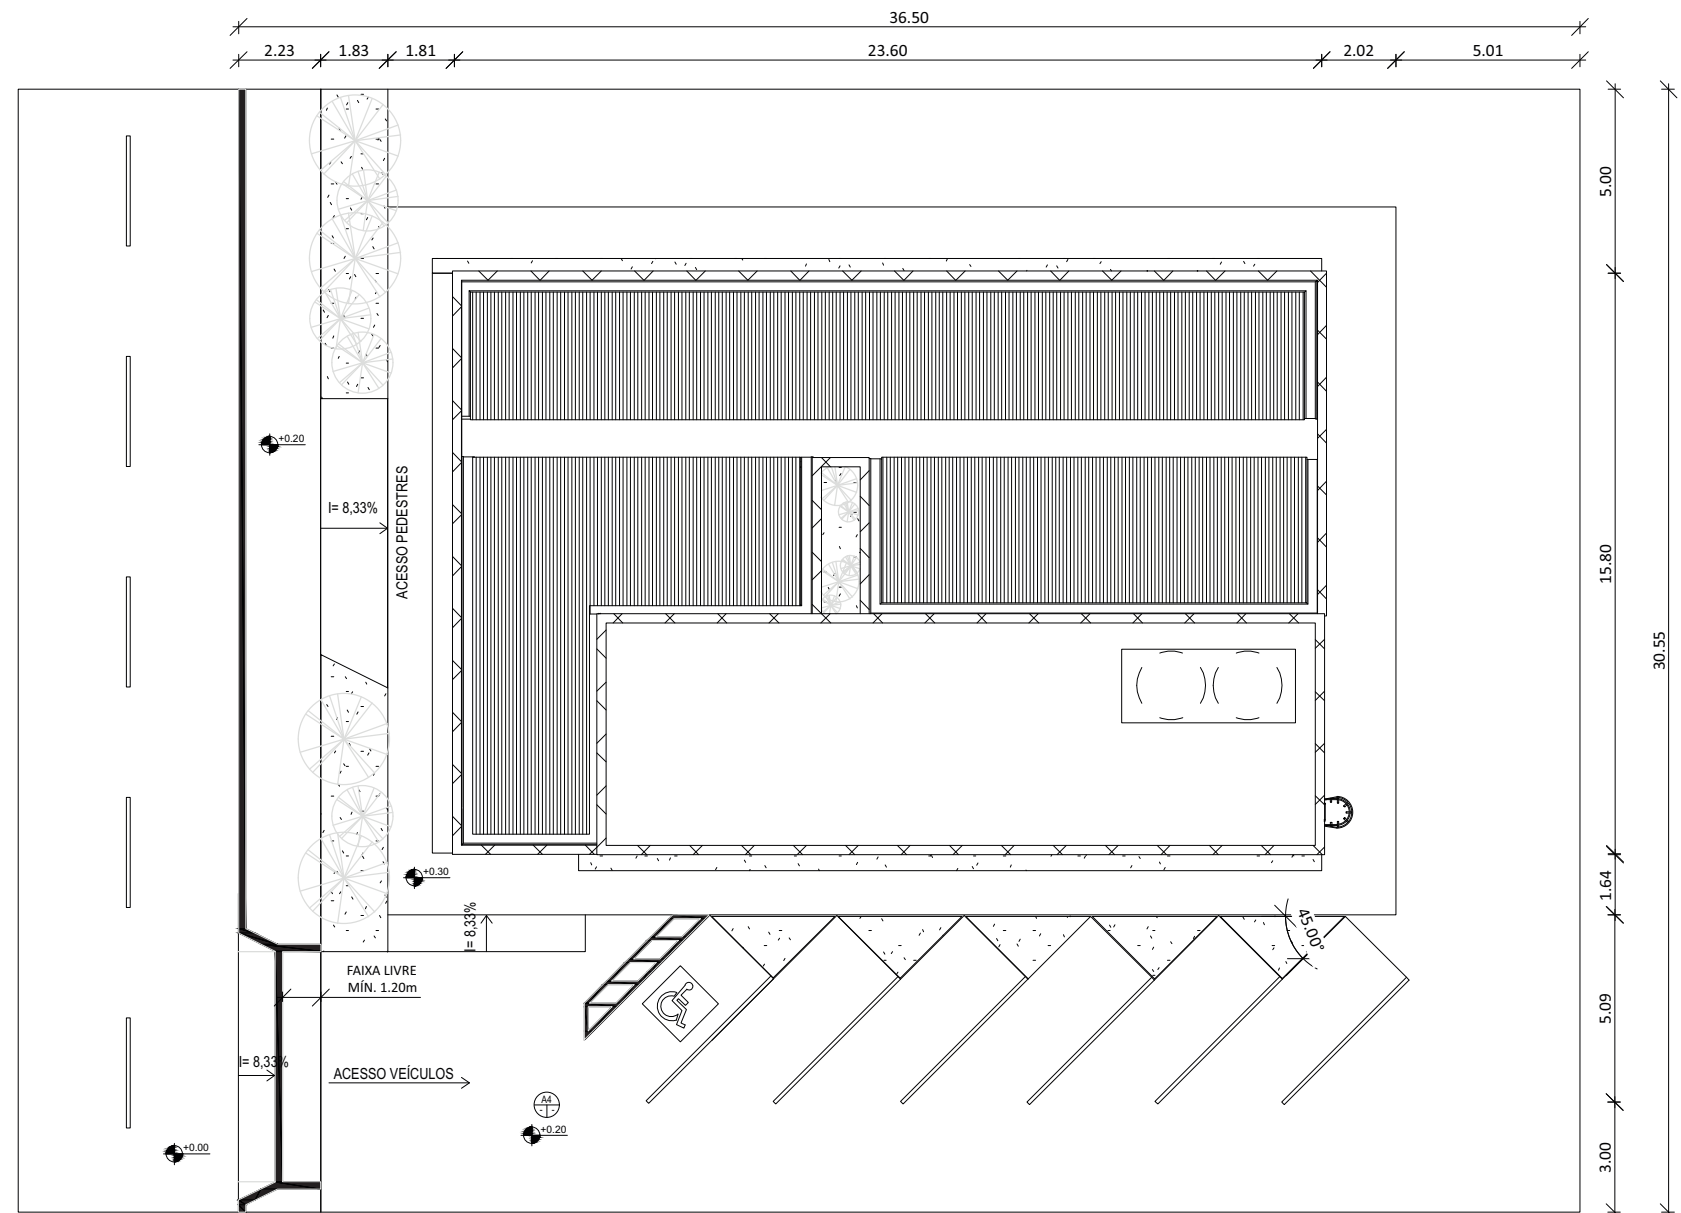 36.50
2.23
1.83
1.81
23.60
2.02
5.01
5.00
15.80
30.55
1.64
5.09
3.00
+0.20
I= 8,33%
ACESSO PEDESTRES
+0.30
I= 8,33%
45.00°
FAIXA LIVRE
MÍN. 1.20m
I= 8,33%
ACESSO VEÍCULOS
A4
- -
+0.20
+0.00